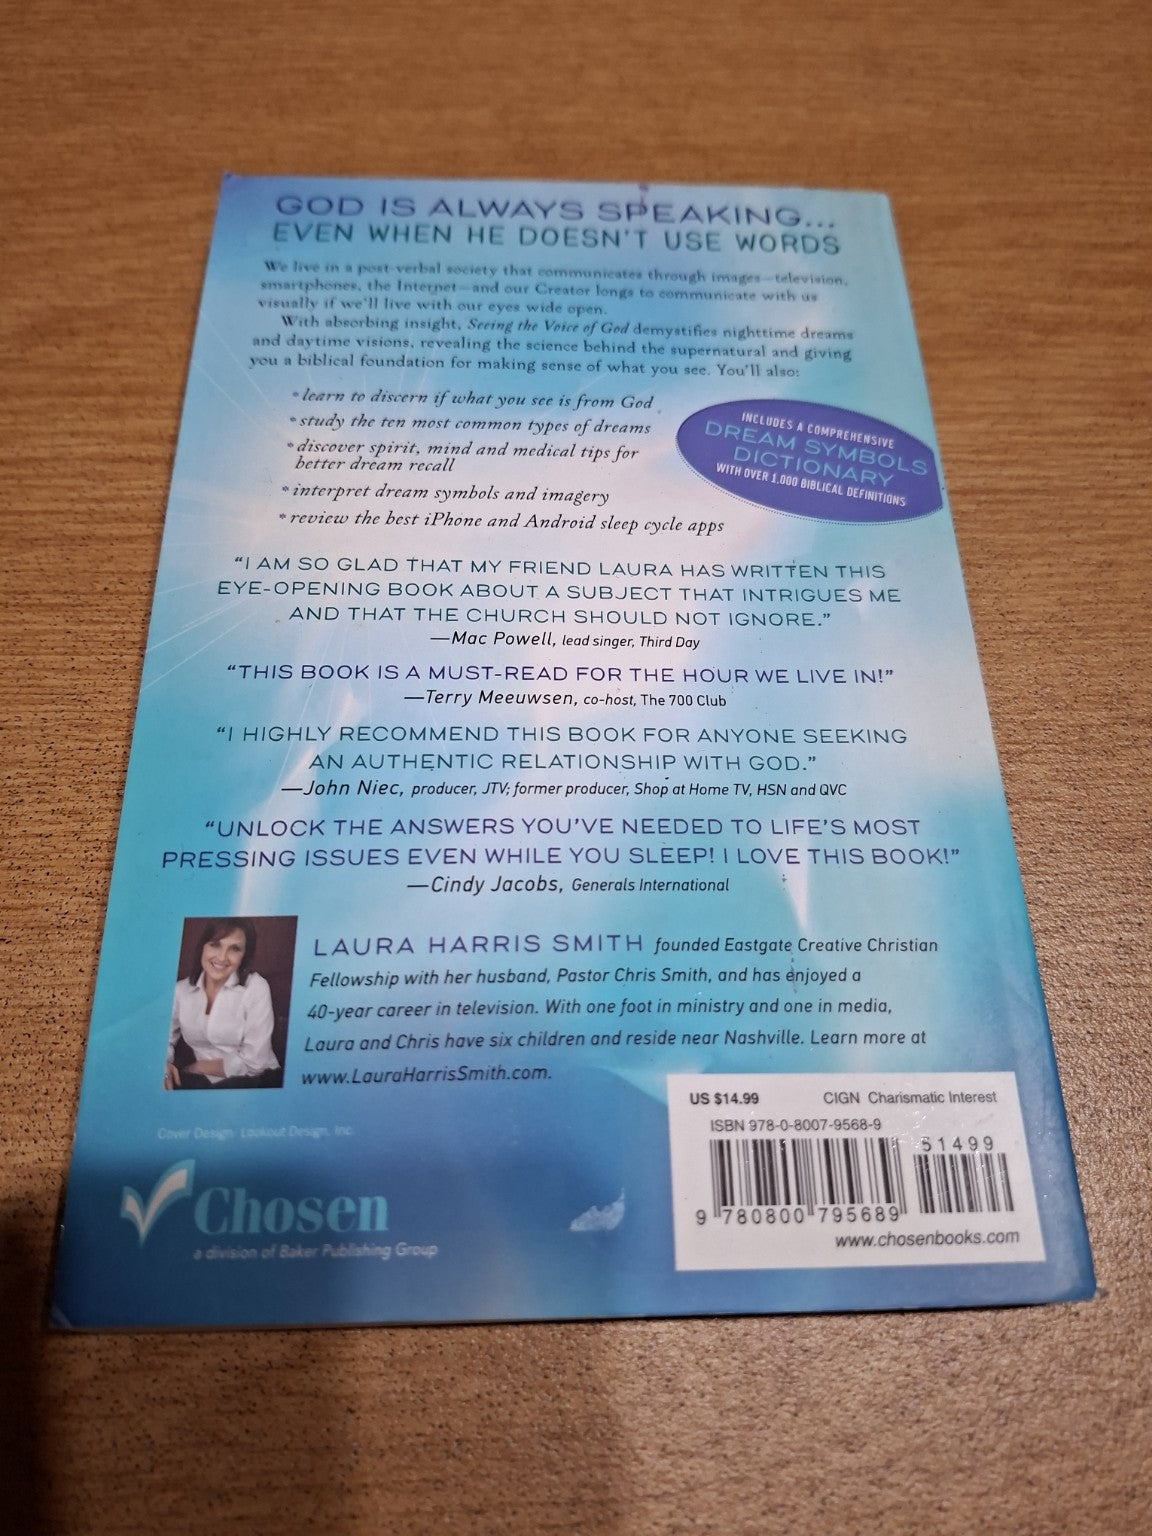 GOD IS ALWAYS SPEAKING...
EVEN WHEN HE DOESN'T USE WORDS
We live in a post-verbal society that communicates through images—television,
smartphones, the Internet—and our Creator longs to communicate with us
visually if we'll live with our eyes wide open.
With absorbing insight, Seeing the Voice of God demystifies nighttime dreams
and daytime visions, revealing the science behind the supernatural and giving
you a biblical foundation for making sense of what you see. You'll also:
* learn to discern if what you see is from God
* study the ten most common types of dreams
* discover spirit, mind and medical tips for
better dream recall
* interpret dream symbols and imagery
* review the best iPhone and Android sleep cycle apps
INCLUDES A COMPREHENSIVE
DREAM SYMBOLS
DICTIONARY
WITH OVER 1,000 BIBLICAL DEFINITIONS
"I AM SO GLAD THAT MY FRIEND LAURA HAS WRITTEN THIS
EYE-OPENING BOOK ABOUT A SUBJECT THAT INTRIGUES ME
AND THAT THE CHURCH SHOULD NOT IGNORE."
—Mac Powell, lead singer, Third Day
"THIS BOOK IS A MUST-READ FOR THE HOUR WE LIVE IN!"
—Terry Meeuwsen, co-host, The 700 Club
"I HIGHLY RECOMMEND THIS BOOK FOR ANYONE SEEKING
AN AUTHENTIC RELATIONSHIP WITH GOD."
—John Niec, producer, JTV; former producer, Shop at Home TV, HSN and QVC
"UNLOCK THE ANSWERS YOU'VE NEEDED TO LIFE'S MOST
PRESSING ISSUES EVEN WHILE YOU SLEEP! I LOVE THIS BOOK!"
—Cindy Jacobs, Generals International
LAURA HARRIS SMITH founded Eastgate Creative Christian
Fellowship with her husband, Pastor Chris Smith, and has enjoyed a
40-year career in television. With one foot in ministry and one in media,
Laura and Chris have six children and reside near Nashville. Learn more at
www.LauraHarrisSmith.com.
Cover Design: Lookout Design, Inc.
Chosen
a division of Baker Publishing Group
US $14.99 CIGN Charismatic Interest
ISBN 978-0-8007-9568-9
51499
9 780800 795689
www.chosenbooks.com